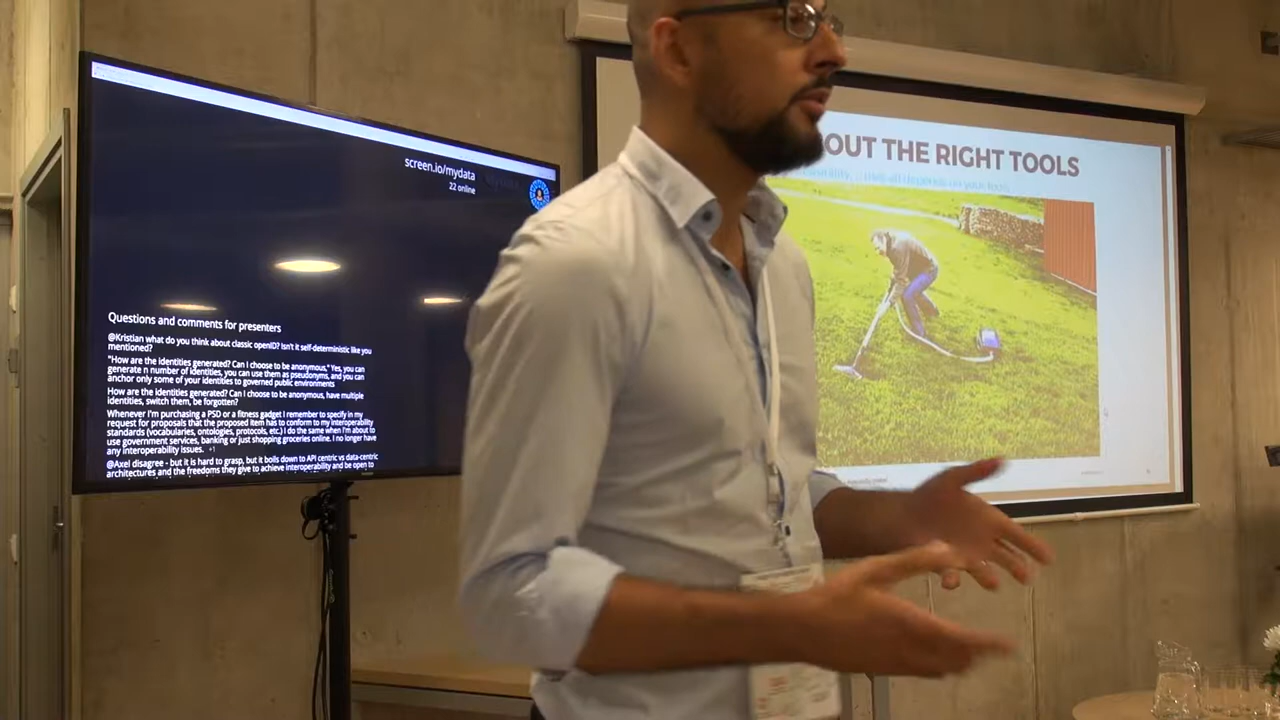 screen.io/mydata
22 online
Questions and comments for presenters
@Kristian what do you think about classic openID? Isn't it self-deterministic like you
mentioned?
"How are the identities generated? Can I choose to be anonymous," Yes, you can
generate n number of identities, you can use them as pseudonyms, and you can
anchor only some of your identities to governed public environments
How are the identities generated? Can I choose to be anonymous, have multiple
identities, switch them, be forgotten?
Whenever I'm purchasing a PSD or a fitness gadget I remember to specify in my
request for proposals that the proposed item has to conform to my interoperability
standards (vocabularies, ontologies, protocols, etc.) I do the same when I'm about to
use government services, banking or just shopping groceries online. I no longer have
any interoperability issues. +1
@Axel disagree - but it is hard to grasp, but it boils down to API centric vs data-centric
architectures and the freedoms they give to achieve interoperability and be open to
OUT THE RIGHT TOOLS
depends on your tools